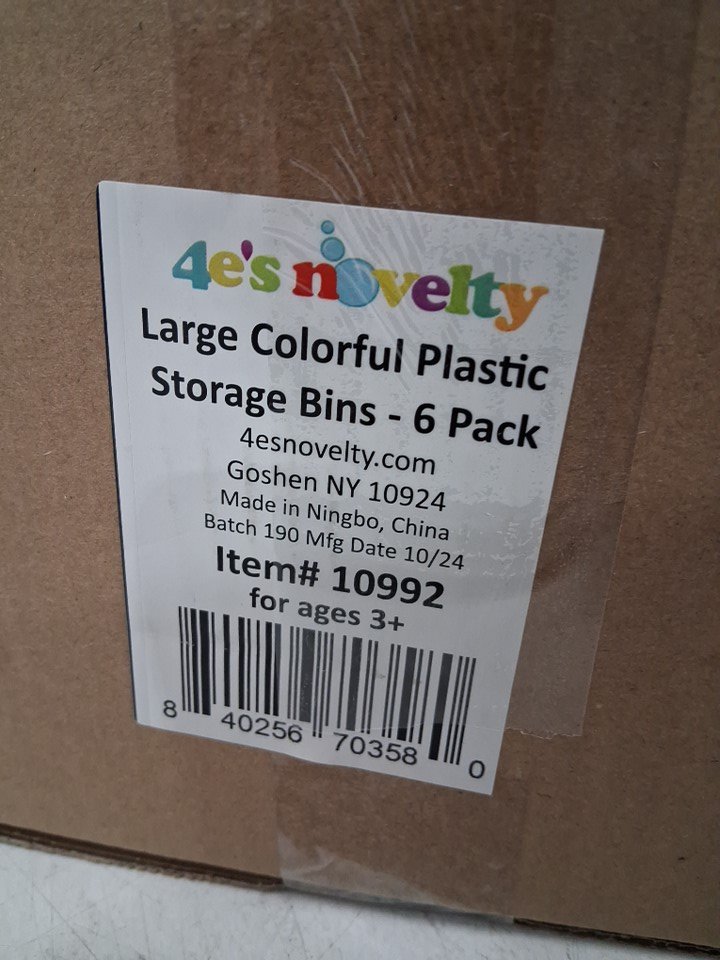 4e's novelty
Large Colorful Plastic
Storage Bins - 6 Pack
4esnovelty.com
Goshen NY 10924
Made in Ningbo, China
Batch 190 Mfg Date 10/24
Item# 10992
for ages 3+
8 40256 70358 0